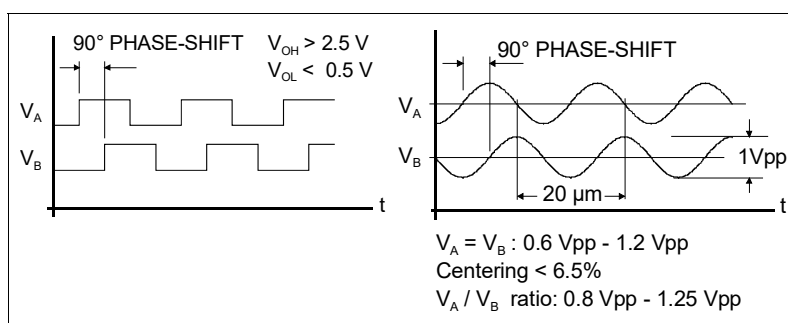 90° PHASE-SHIFT
V_OH > 2.5 V
V_OL < 0.5 V
V_A
V_B
t
90° PHASE-SHIFT
V_A
V_B
1Vpp
20 µm
t
V_A = V_B : 0.6 Vpp - 1.2 Vpp
Centering < 6.5%
V_A / V_B ratio: 0.8 Vpp - 1.25 Vpp